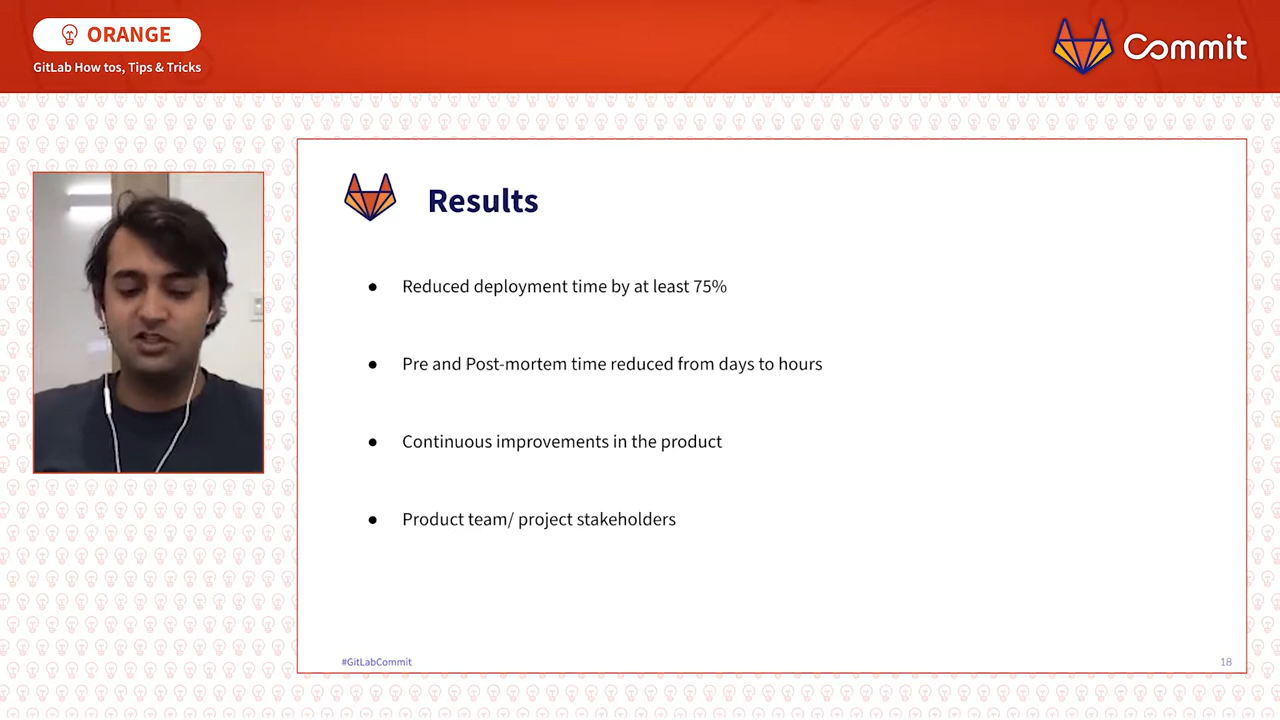 ORANGE
GitLab How tos, Tips & Tricks
Commit
Results
● Reduced deployment time by at least 75%
● Pre and Post-mortem time reduced from days to hours
● Continuous improvements in the product
● Product team/ project stakeholders
#GitLabCommit
18